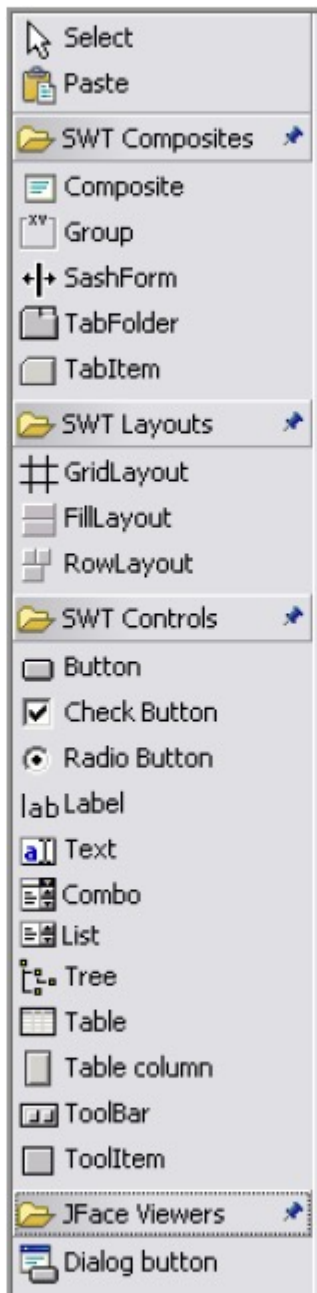 Select
Paste
SWT Composites
Composite
Group
SashForm
TabFolder
TabItem
SWT Layouts
GridLayout
FillLayout
RowLayout
SWT Controls
Button
Check Button
Radio Button
lab Label
a Text
Combo
List
Tree
Table
Table column
ToolBar
ToolItem
JFace Viewers
Dialog button